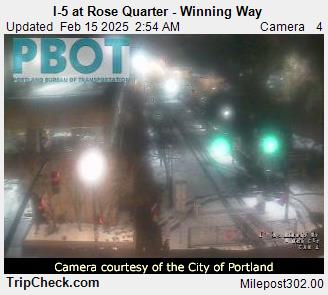 I-5 at Rose Quarter - Winning Way
Updated Feb 15 2025 2:54 AM Camera 4
PBOT
PORTLAND BUREAU OF TRANSPORTATION
Camera courtesy of the City of Portland
TripCheck.com Milepost302.00